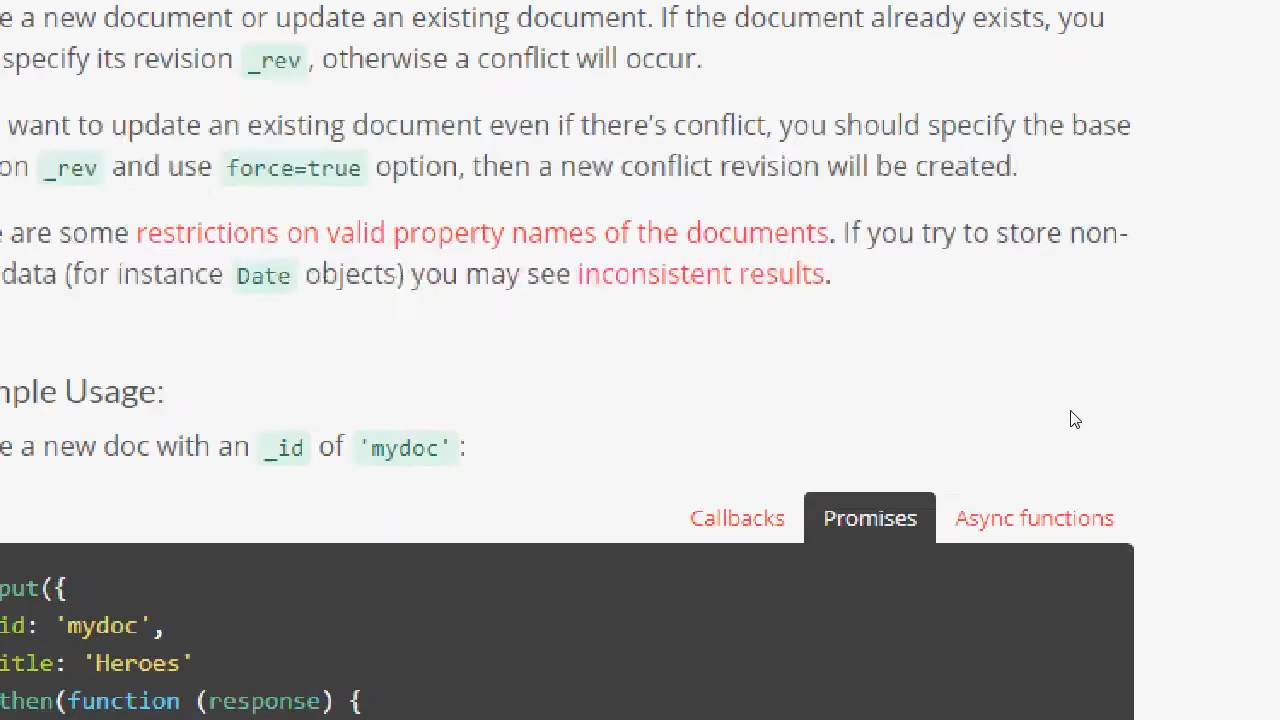 e a new document or update an existing document. If the document already exists, you
specify its revision _rev, otherwise a conflict will occur.
want to update an existing document even if there's conflict, you should specify the base
on _rev and use force=true option, then a new conflict revision will be created.
e are some restrictions on valid property names of the documents. If you try to store non-
data (for instance Date objects) you may see inconsistent results.
mple Usage:
e a new doc with an _id of 'mydoc':
Callbacks Promises Async functions
put({
id: 'mydoc',
itle: 'Heroes'
then(function (response) {